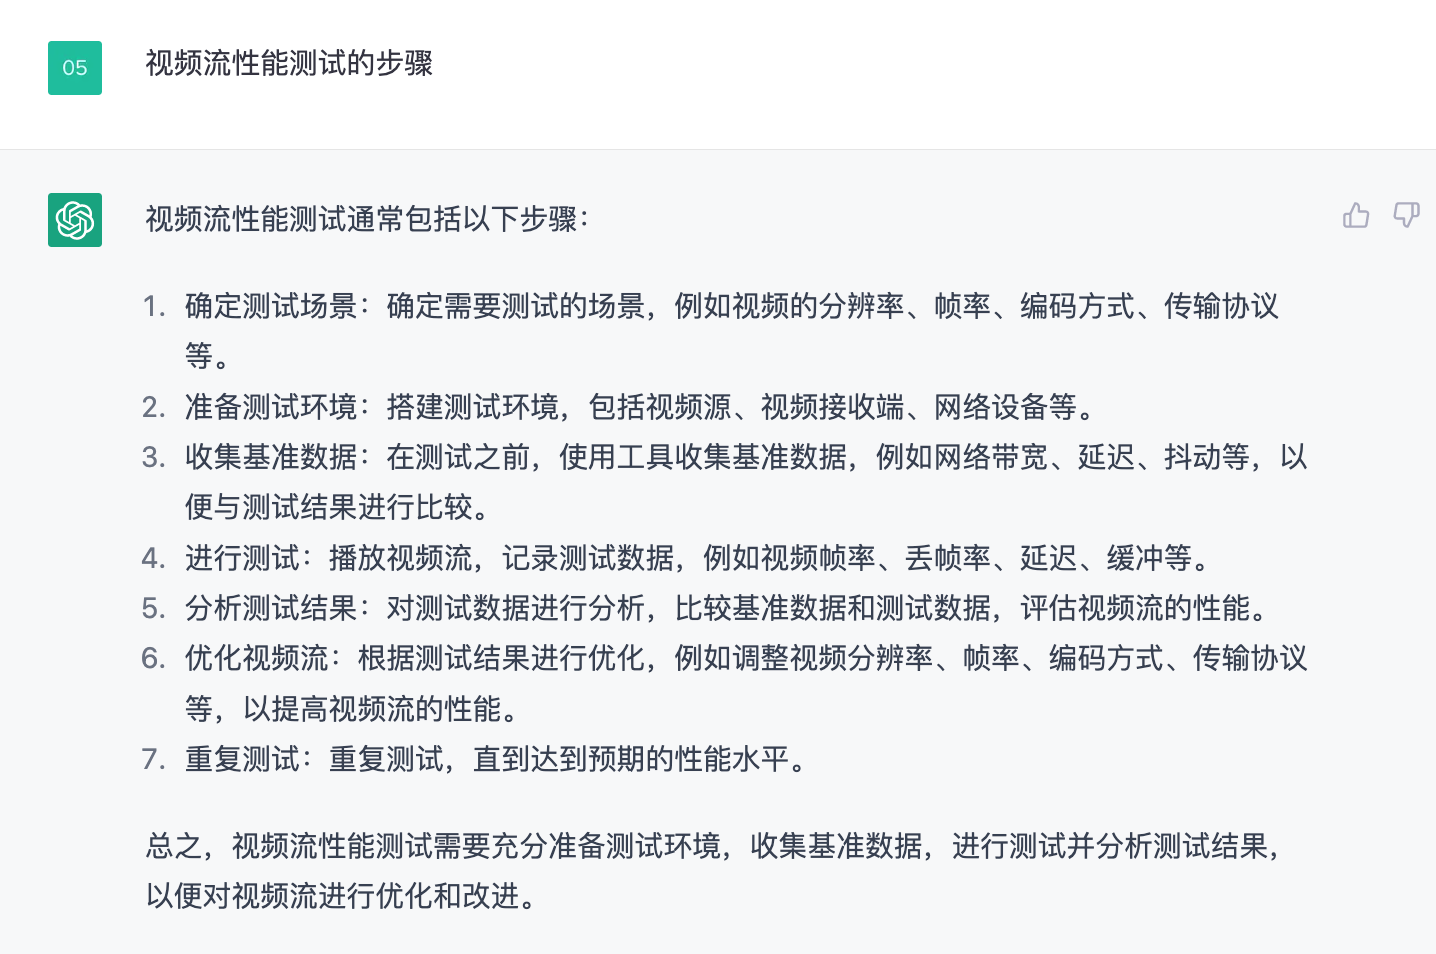 05
视频流性能测试的步骤
视频流性能测试通常包括以下步骤：
1. 确定测试场景：确定需要测试的场景，例如视频的分辨率、帧率、编码方式、传输协议
等。
2. 准备测试环境：搭建测试环境，包括视频源、视频接收端、网络设备等。
3. 收集基准数据：在测试之前，使用工具收集基准数据，例如网络带宽、延迟、抖动等，以
便与测试结果进行比较。
4. 进行测试：播放视频流，记录测试数据，例如视频帧率、丢帧率、延迟、缓冲等。
5. 分析测试结果：对测试数据进行分析，比较基准数据和测试数据，评估视频流的性能。
6. 优化视频流：根据测试结果进行优化，例如调整视频分辨率、帧率、编码方式、传输协议
等，以提高视频流的性能。
7. 重复测试：重复测试，直到达到预期的性能水平。
总之，视频流性能测试需要充分准备测试环境，收集基准数据，进行测试并分析测试结果，
以便对视频流进行优化和改进。